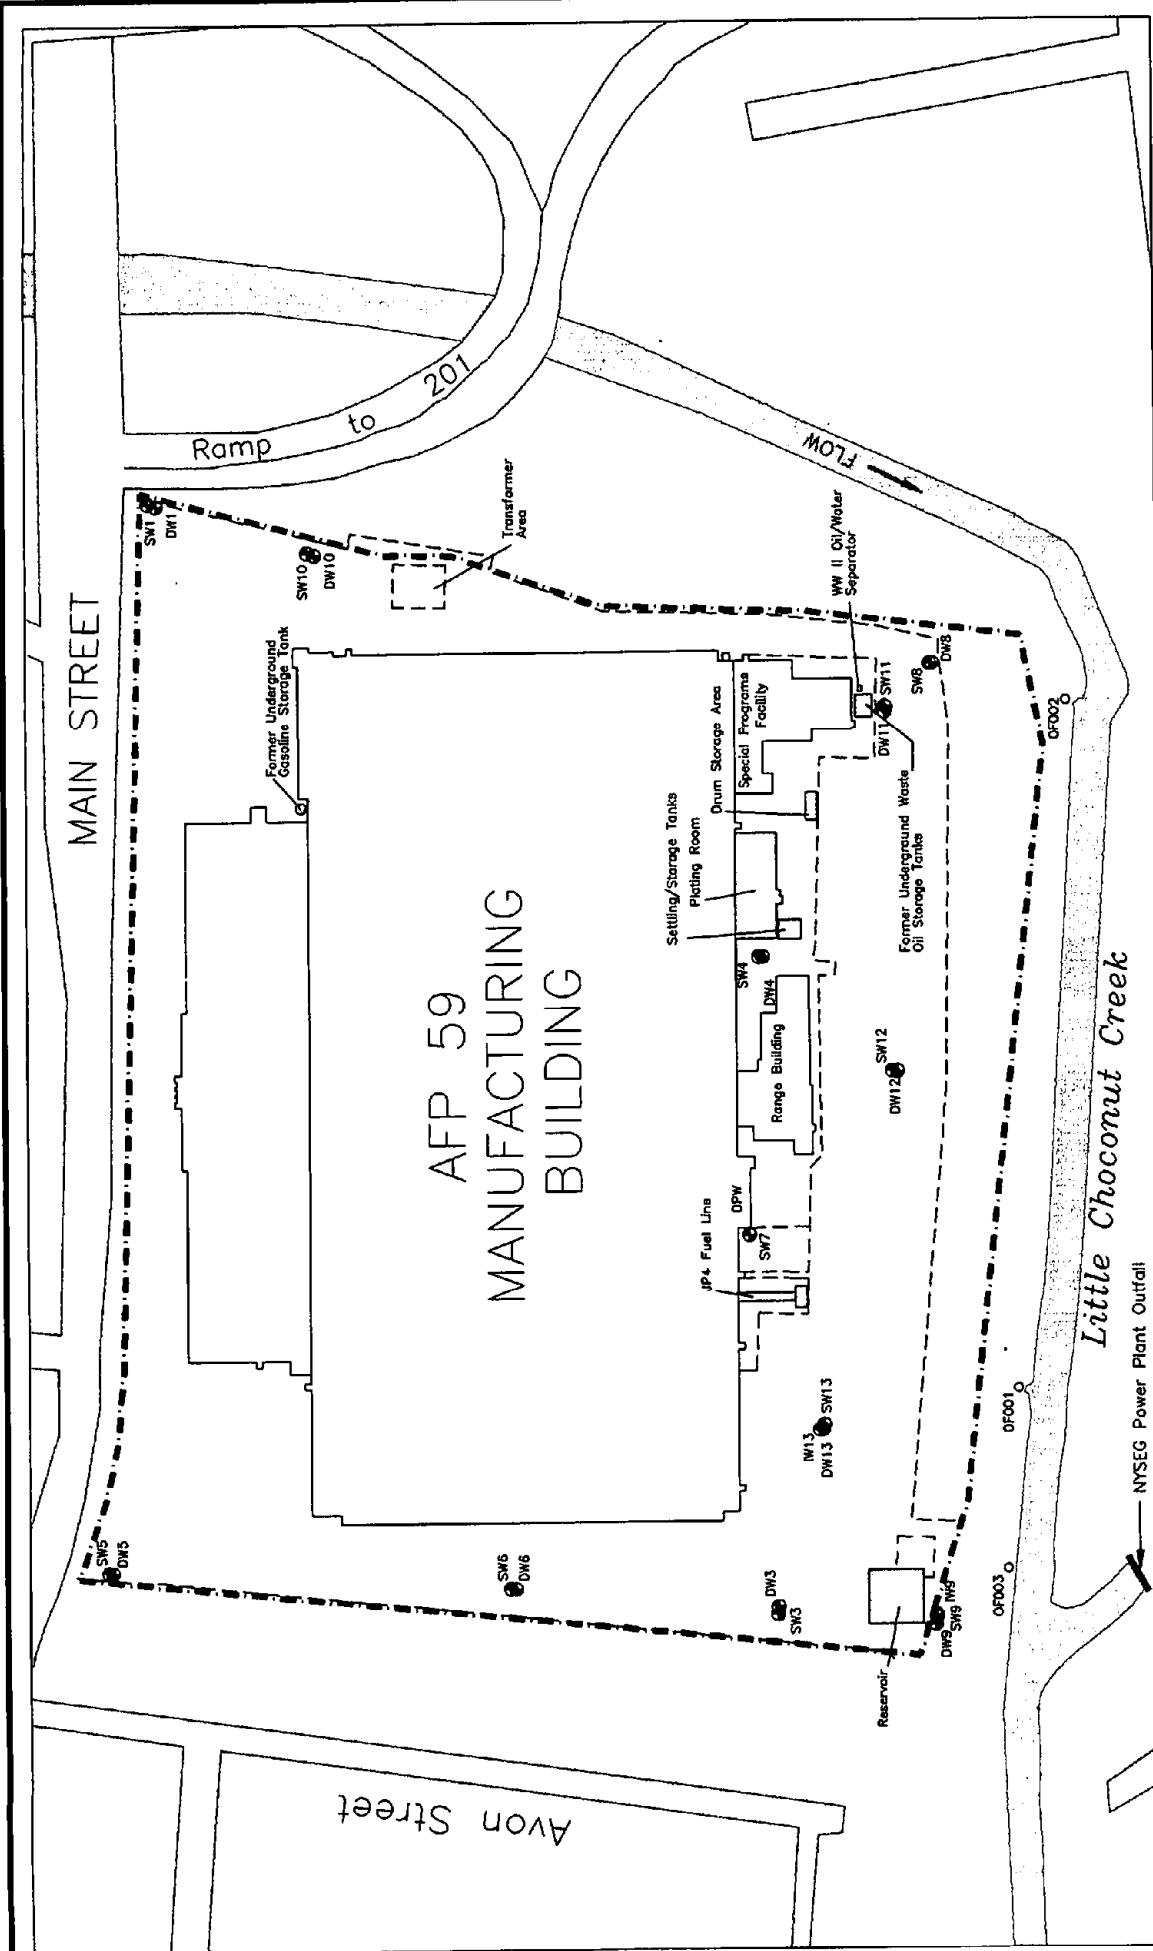 MAIN STREET
Ramp
to
201
SW1
DW1
SW10
DW10
Transformer
Area
Former Underground
Gasoline Storage Tank
FLOW
WW II Oil/Water
Separator
SW8
DW8
SW11
DW11
OF002
Special Programs
Facility
Drum Storage Area
Plating Room
Settling/Storage Tanks
Former Underground Waste
Oil Storage Tanks
AFP 59
MANUFACTURING
BUILDING
SW4
DW4
Range Building
SW12
DW12
DPW
SW7
JP4 Fuel Line
Little Choconut Creek
NYSEG Power Plant Outfall
OF001
IW13
SW13
DW13
SW5
DW5
SW6
DW6
DW3
SW3
OF003
IW9
SW9
DW9
Reservoir
Avon Street